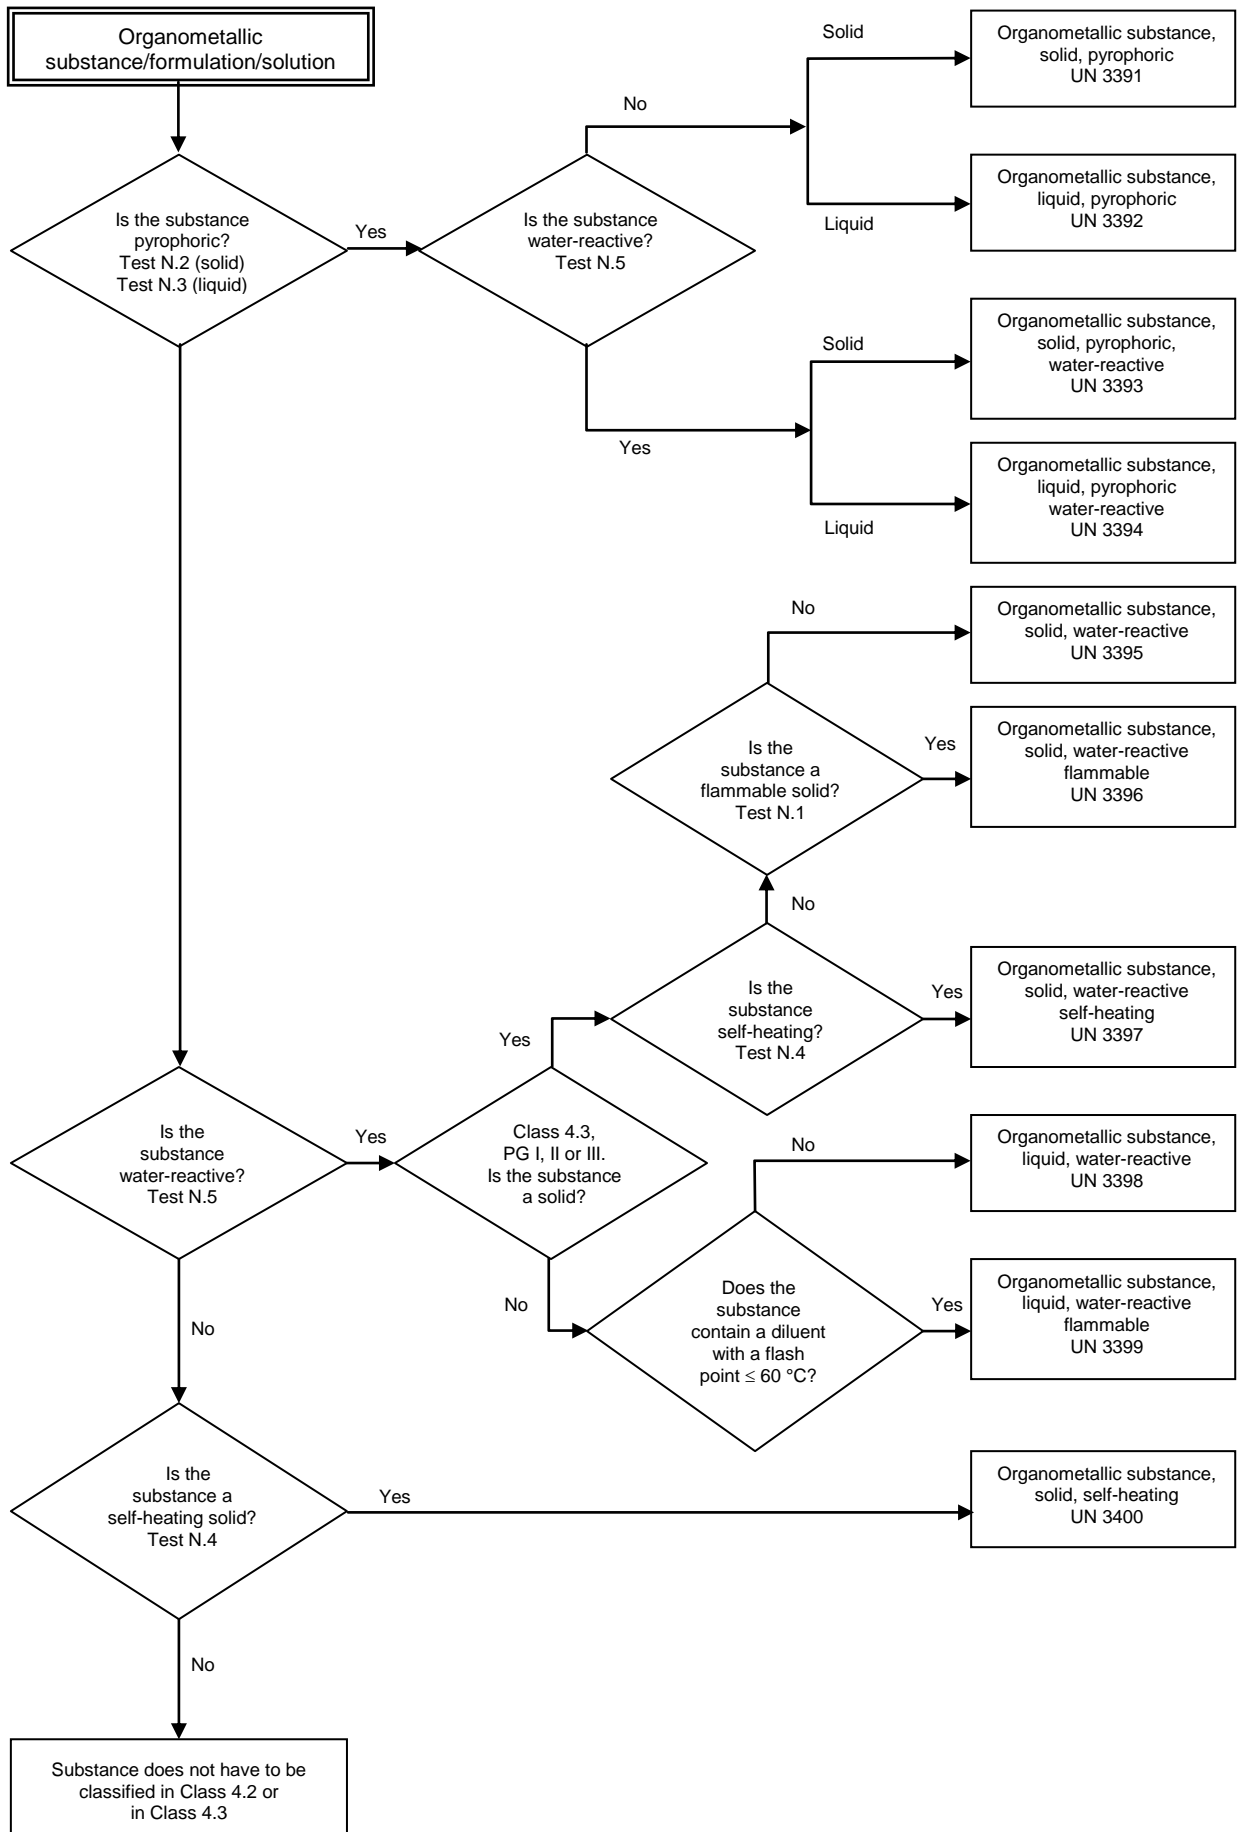 Organometallic
substance/formulation/solution
Solid
Organometallic substance,
solid, pyrophoric
UN 3391
No
Is the substance
pyrophoric?
Test N.2 (solid)
Test N.3 (liquid)
Yes
Is the substance
water-reactive?
Test N.5
Organometallic substance,
liquid, pyrophoric
UN 3392
Liquid
Solid
Organometallic substance,
solid, pyrophoric,
water-reactive
UN 3393
Yes
Organometallic substance,
liquid, pyrophoric
water-reactive
UN 3394
Liquid
No
Organometallic substance,
solid, water-reactive
UN 3395
Is the
substance a
flammable solid?
Test N.1
Yes
Organometallic substance,
solid, water-reactive
flammable
UN 3396
No
Is the
substance
self-heating?
Test N.4
Yes
Organometallic substance,
solid, water-reactive
self-heating
UN 3397
Yes
Is the
substance
water-reactive?
Test N.5
Yes
Class 4.3,
PG I, II or III.
Is the substance
a solid?
No
Organometallic substance,
liquid, water-reactive
UN 3398
No
No
Does the
substance
contain a diluent
with a flash
point ≤ 60 °C?
Yes
Organometallic substance,
liquid, water-reactive
flammable
UN 3399
Is the
substance a
self-heating solid?
Test N.4
Yes
Organometallic substance,
solid, self-heating
UN 3400
No
Substance does not have to be
classified in Class 4.2 or
in Class 4.3